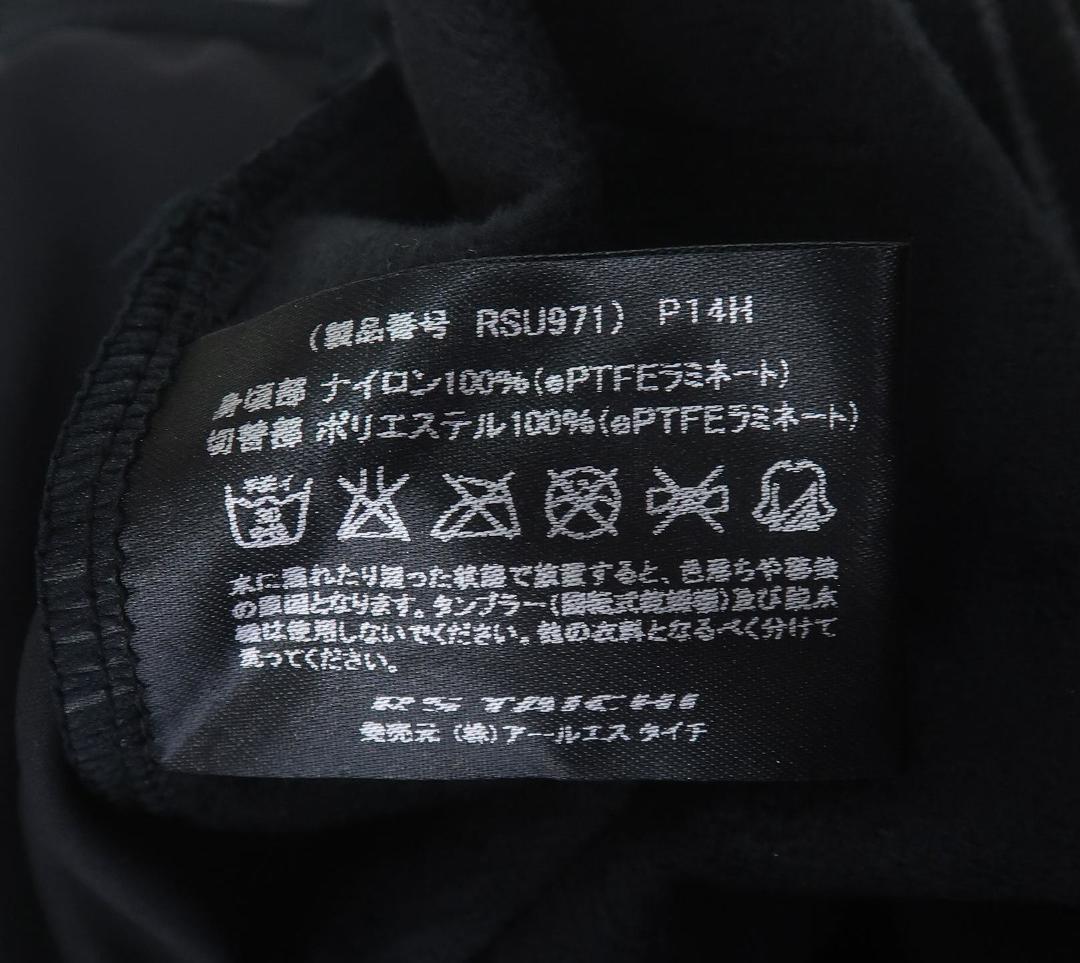 (製品番号 RSU971) P14H
身頃部 ナイロン100%(ePTFEラミネート)
切替部 ポリエステル100%(ePTFEラミネート)
水に濡れたり湿った状態で放置すると、色落ちや萎縮
の原因となります。タンブラー(回転式乾燥機)及び脱水
機は使用しないでください。他の衣料となるべく分けて
洗ってください。
RS TAICHI
発売元 (株)アールエス タイチ